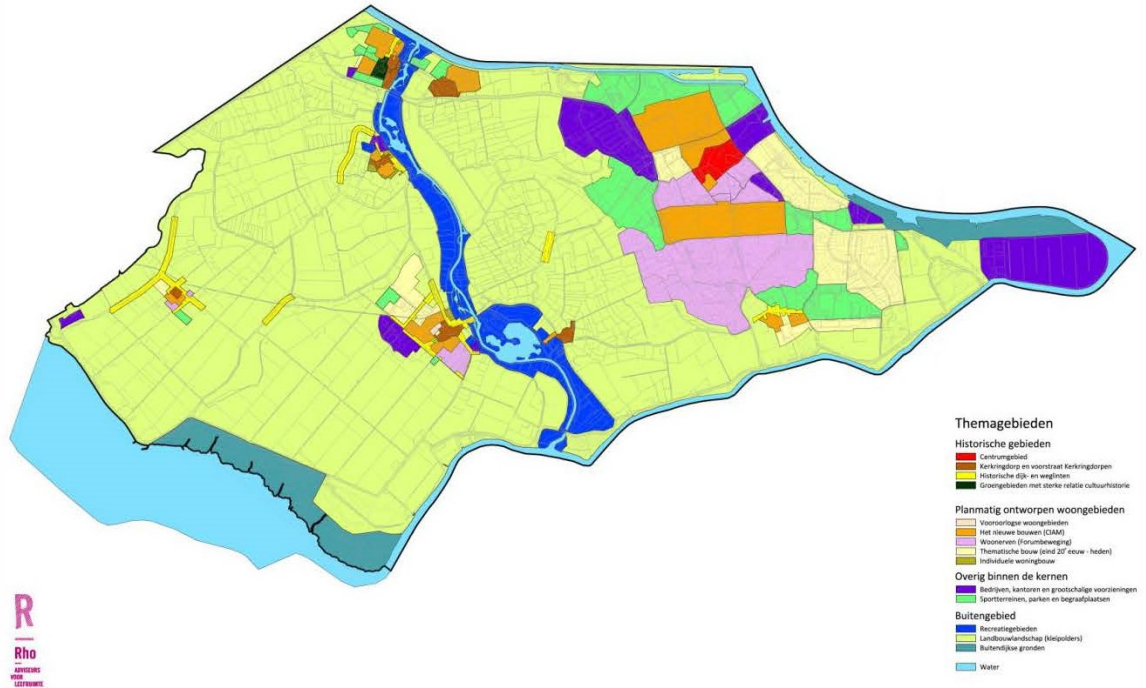 Themagebieden
Historische gebieden
Centrumgebied
Kerkringdorp en voorstraat Kerkringdorpen
Historische dijk- en weglinten
Groengebieden met sterke relatie cultuurhistorie
Planmatig ontworpen woongebieden
Vooroorlogse woongebieden
Het nieuwe bouwen (CIAM)
Woonerven (Forumbeweging)
Thematische bouw (eind 20e eeuw - heden)
Individuele woningbouw
Overig binnen de kernen
Bedrijven, kantoren en grootschalige voorzieningen
Sportterreinen, parken en begraafplaatsen
Buitengebied
Recreatiegebieden
Landbouwlandschap (kleipolders)
Buitendijkse gronden
Water
R
Rho
ADVISEURS
VOOR
LEEFRUIMTE